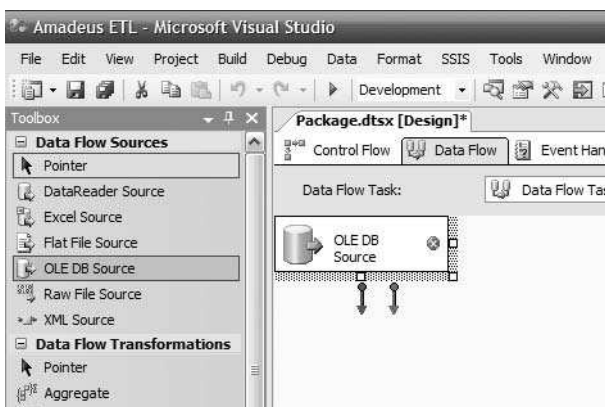 Amadeus ETL - Microsoft Visual Studio
File Edit View Project Build Debug Data Format SSIS Tools Window
Development
Toolbox
Package.dtsx [Design]*
Data Flow Sources
Control Flow Data Flow Event Han
Pointer
DataReader Source
Data Flow Task: Data Flow Tas
Excel Source
Flat File Source
OLE DB Source
Raw File Source
XML Source
OLE DB
Source
Data Flow Transformations
Pointer
Aggregate